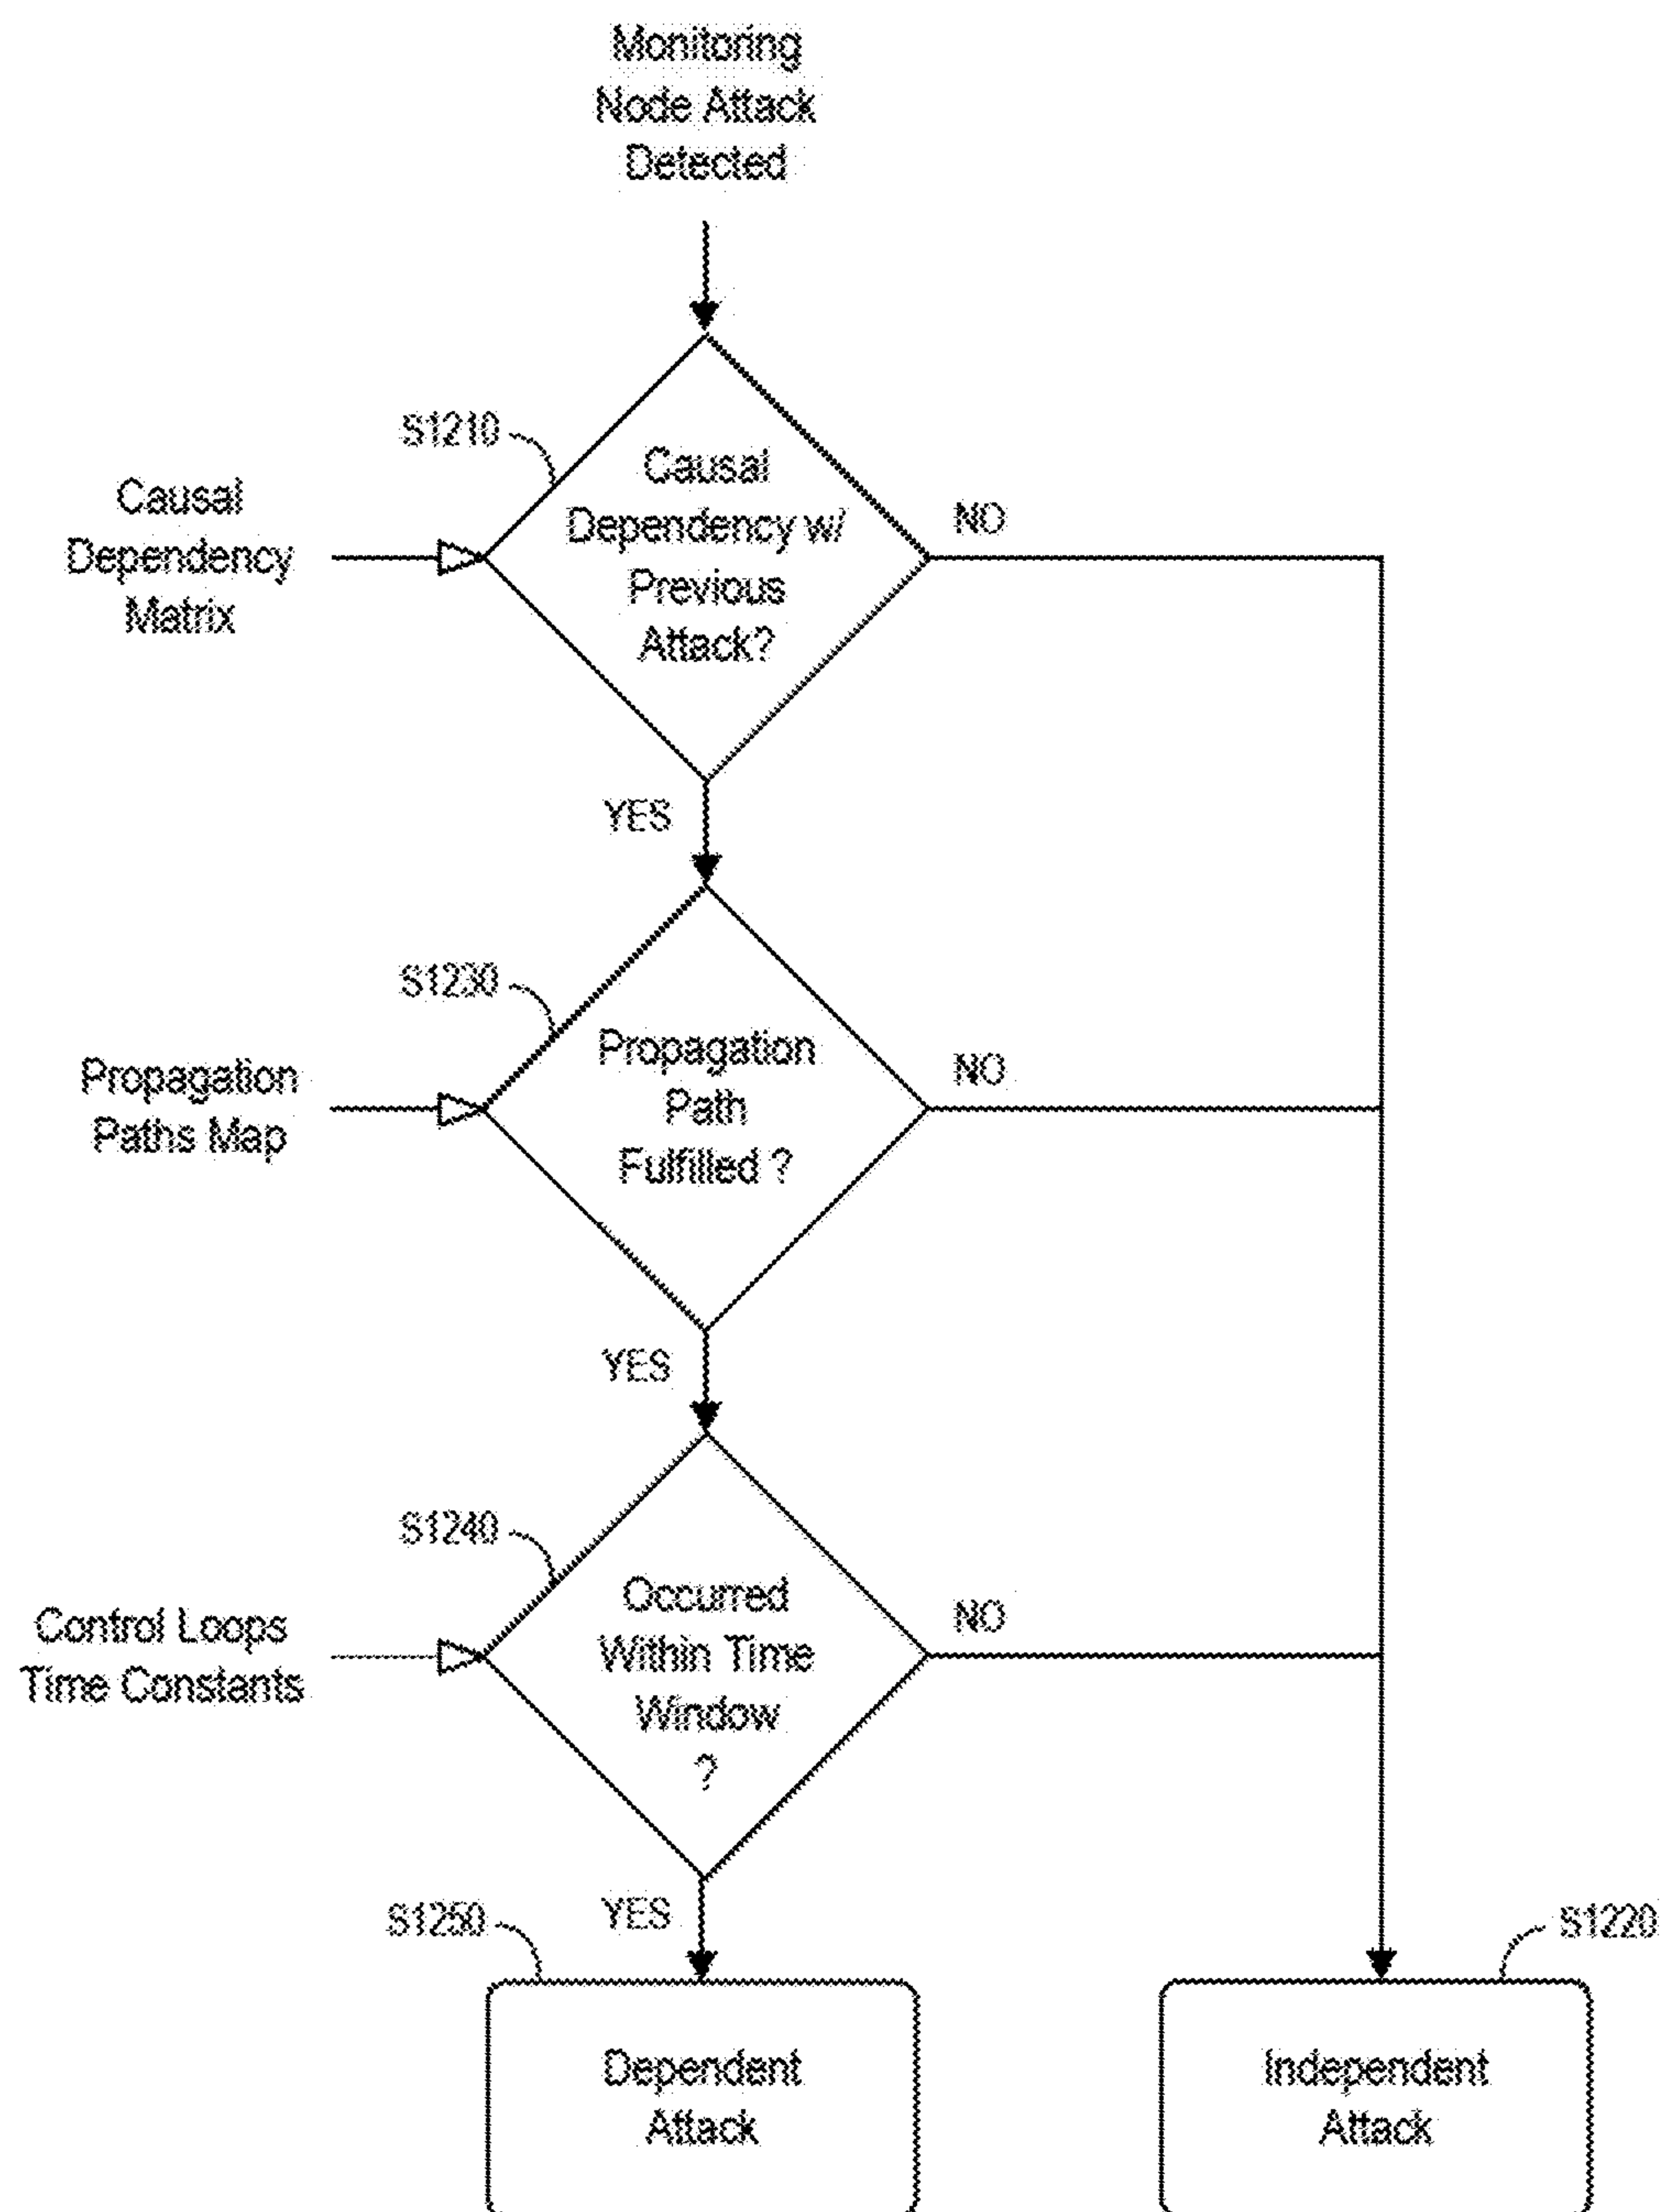 Monitoring
Node Attack
Detected
S1210
Causal
Dependency
Matrix
Causal
Dependency w/
Previous
Attack?
NO
YES
S1230
Propagation
Paths Map
Propagation
Path
Fulfilled ?
NO
YES
S1240
Control Loops
Time Constants
Occurred
Within Time
Window
?
NO
YES
S1250
S1220
Dependent
Attack
Independent
Attack